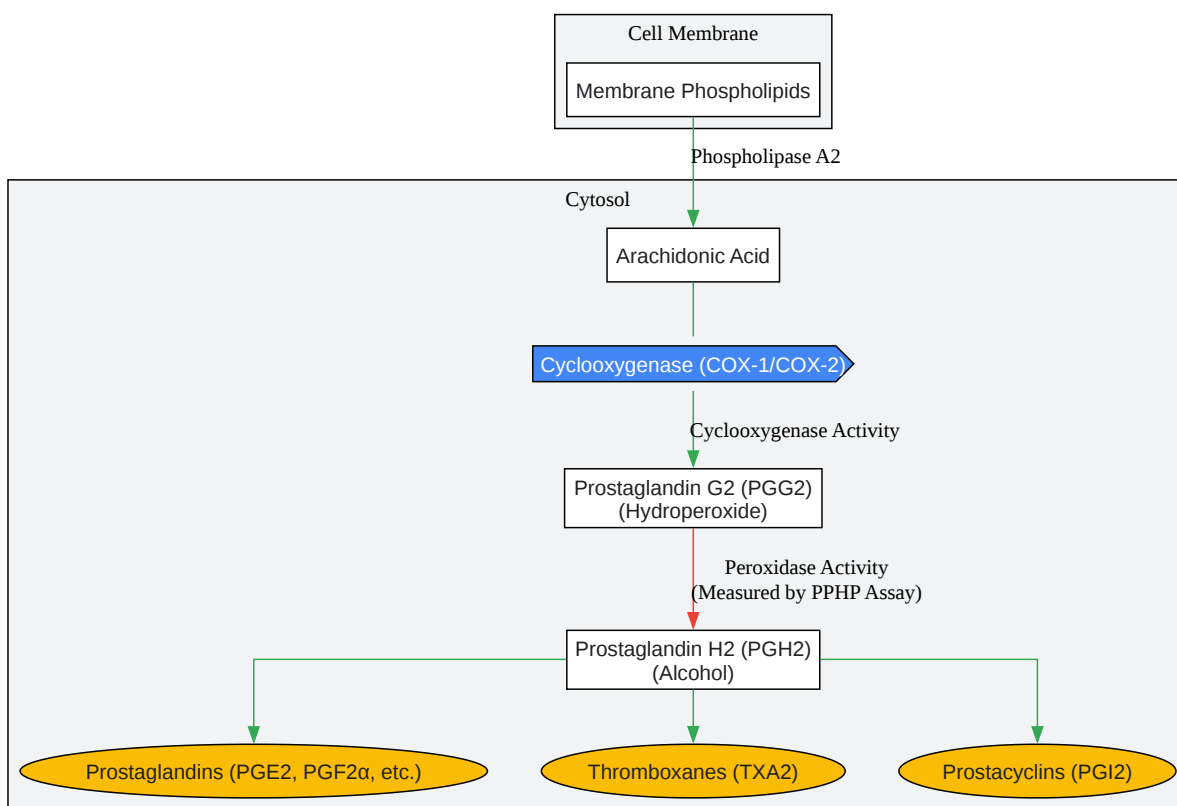 Cell Membrane
Membrane Phospholipids
Phospholipase A2
Cytosol
Arachidonic Acid
Cyclooxygenase (COX-1/COX-2)
Cyclooxygenase Activity
Prostaglandin G2 (PGG2)
(Hydroperoxide)
Peroxidase Activity
(Measured by PPHP Assay)
Prostaglandin H2 (PGH2)
(Alcohol)
Prostaglandins (PGE2, PGF2α, etc.)
Thromboxanes (TXA2)
Prostacyclins (PGI2)